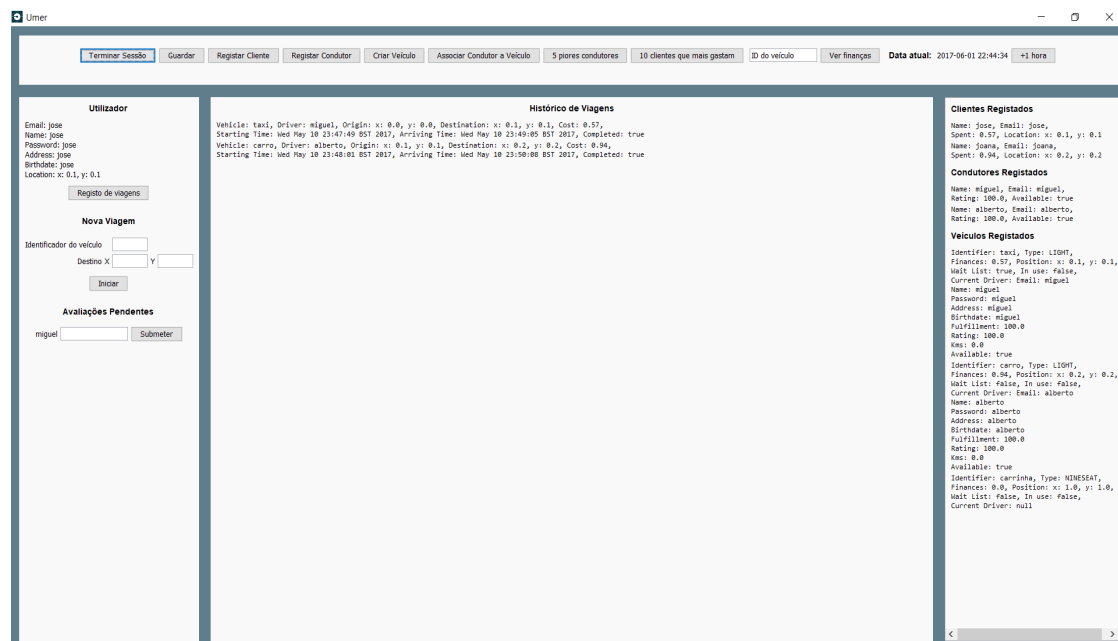 Umer
Terminar Sessão Guardar Registar Cliente Registar Condutor Criar Veículo Associar Condutor a Veículo 5 piores condutores 10 clientes que mais gastam ID do veículo Ver finanças Data atual: 2017-06-01 22:44:34 +1 hora
Utilizador
Email: jose
Name: jose
Password: jose
Address: jose
Birthdate: jose
Location: x: 0.1, y: 0.1
Registo de viagens
Nova Viagem
Identificador do veículo
Destino X Y
Iniciar
Avaliações Pendentes
miguel Submeter
Histórico de Viagens
Vehicle: taxi, Driver: miguel, Origin: x: 0.0, y: 0.0, Destination: x: 0.1, y: 0.1, Cost: 0.57,
Starting Time: Wed May 10 23:47:49 BST 2017, Arriving Time: Wed May 10 23:49:05 BST 2017, Completed: true
Vehicle: carro, Driver: alberto, Origin: x: 0.1, y: 0.1, Destination: x: 0.2, y: 0.2, Cost: 0.94,
Starting Time: Wed May 10 23:48:01 BST 2017, Arriving Time: Wed May 10 23:50:08 BST 2017, Completed: true
Clientes Registados
Name: jose, Email: jose,
Spent: 0.57, Location: x: 0.1, y: 0.1
Name: joana, Email: joana,
Spent: 0.94, Location: x: 0.2, y: 0.2
Condutores Registados
Name: miguel, Email: miguel,
Rating: 100.0, Available: true
Name: alberto, Email: alberto,
Rating: 100.0, Available: true
Veículos Registados
Identifier: taxi, Type: LIGHT,
Finances: 0.57, Position: x: 0.1, y: 0.1,
Wait List: true, In use: false,
Current Driver: Email: miguel
Name: miguel
Password: miguel
Address: miguel
Birthdate: miguel
Fulfillment: 100.0
Rating: 100.0
Kms: 0.0
Available: true
Identifier: carro, Type: LIGHT,
Finances: 0.94, Position: x: 0.2, y: 0.2,
Wait List: false, In use: false,
Current Driver: Email: alberto
Name: alberto
Password: alberto
Address: alberto
Birthdate: alberto
Fulfillment: 100.0
Rating: 100.0
Kms: 0.0
Available: true
Identifier: carrinha, Type: NINESEAT,
Finances: 0.0, Position: x: 1.0, y: 1.0,
Wait List: false, In use: false,
Current Driver: null